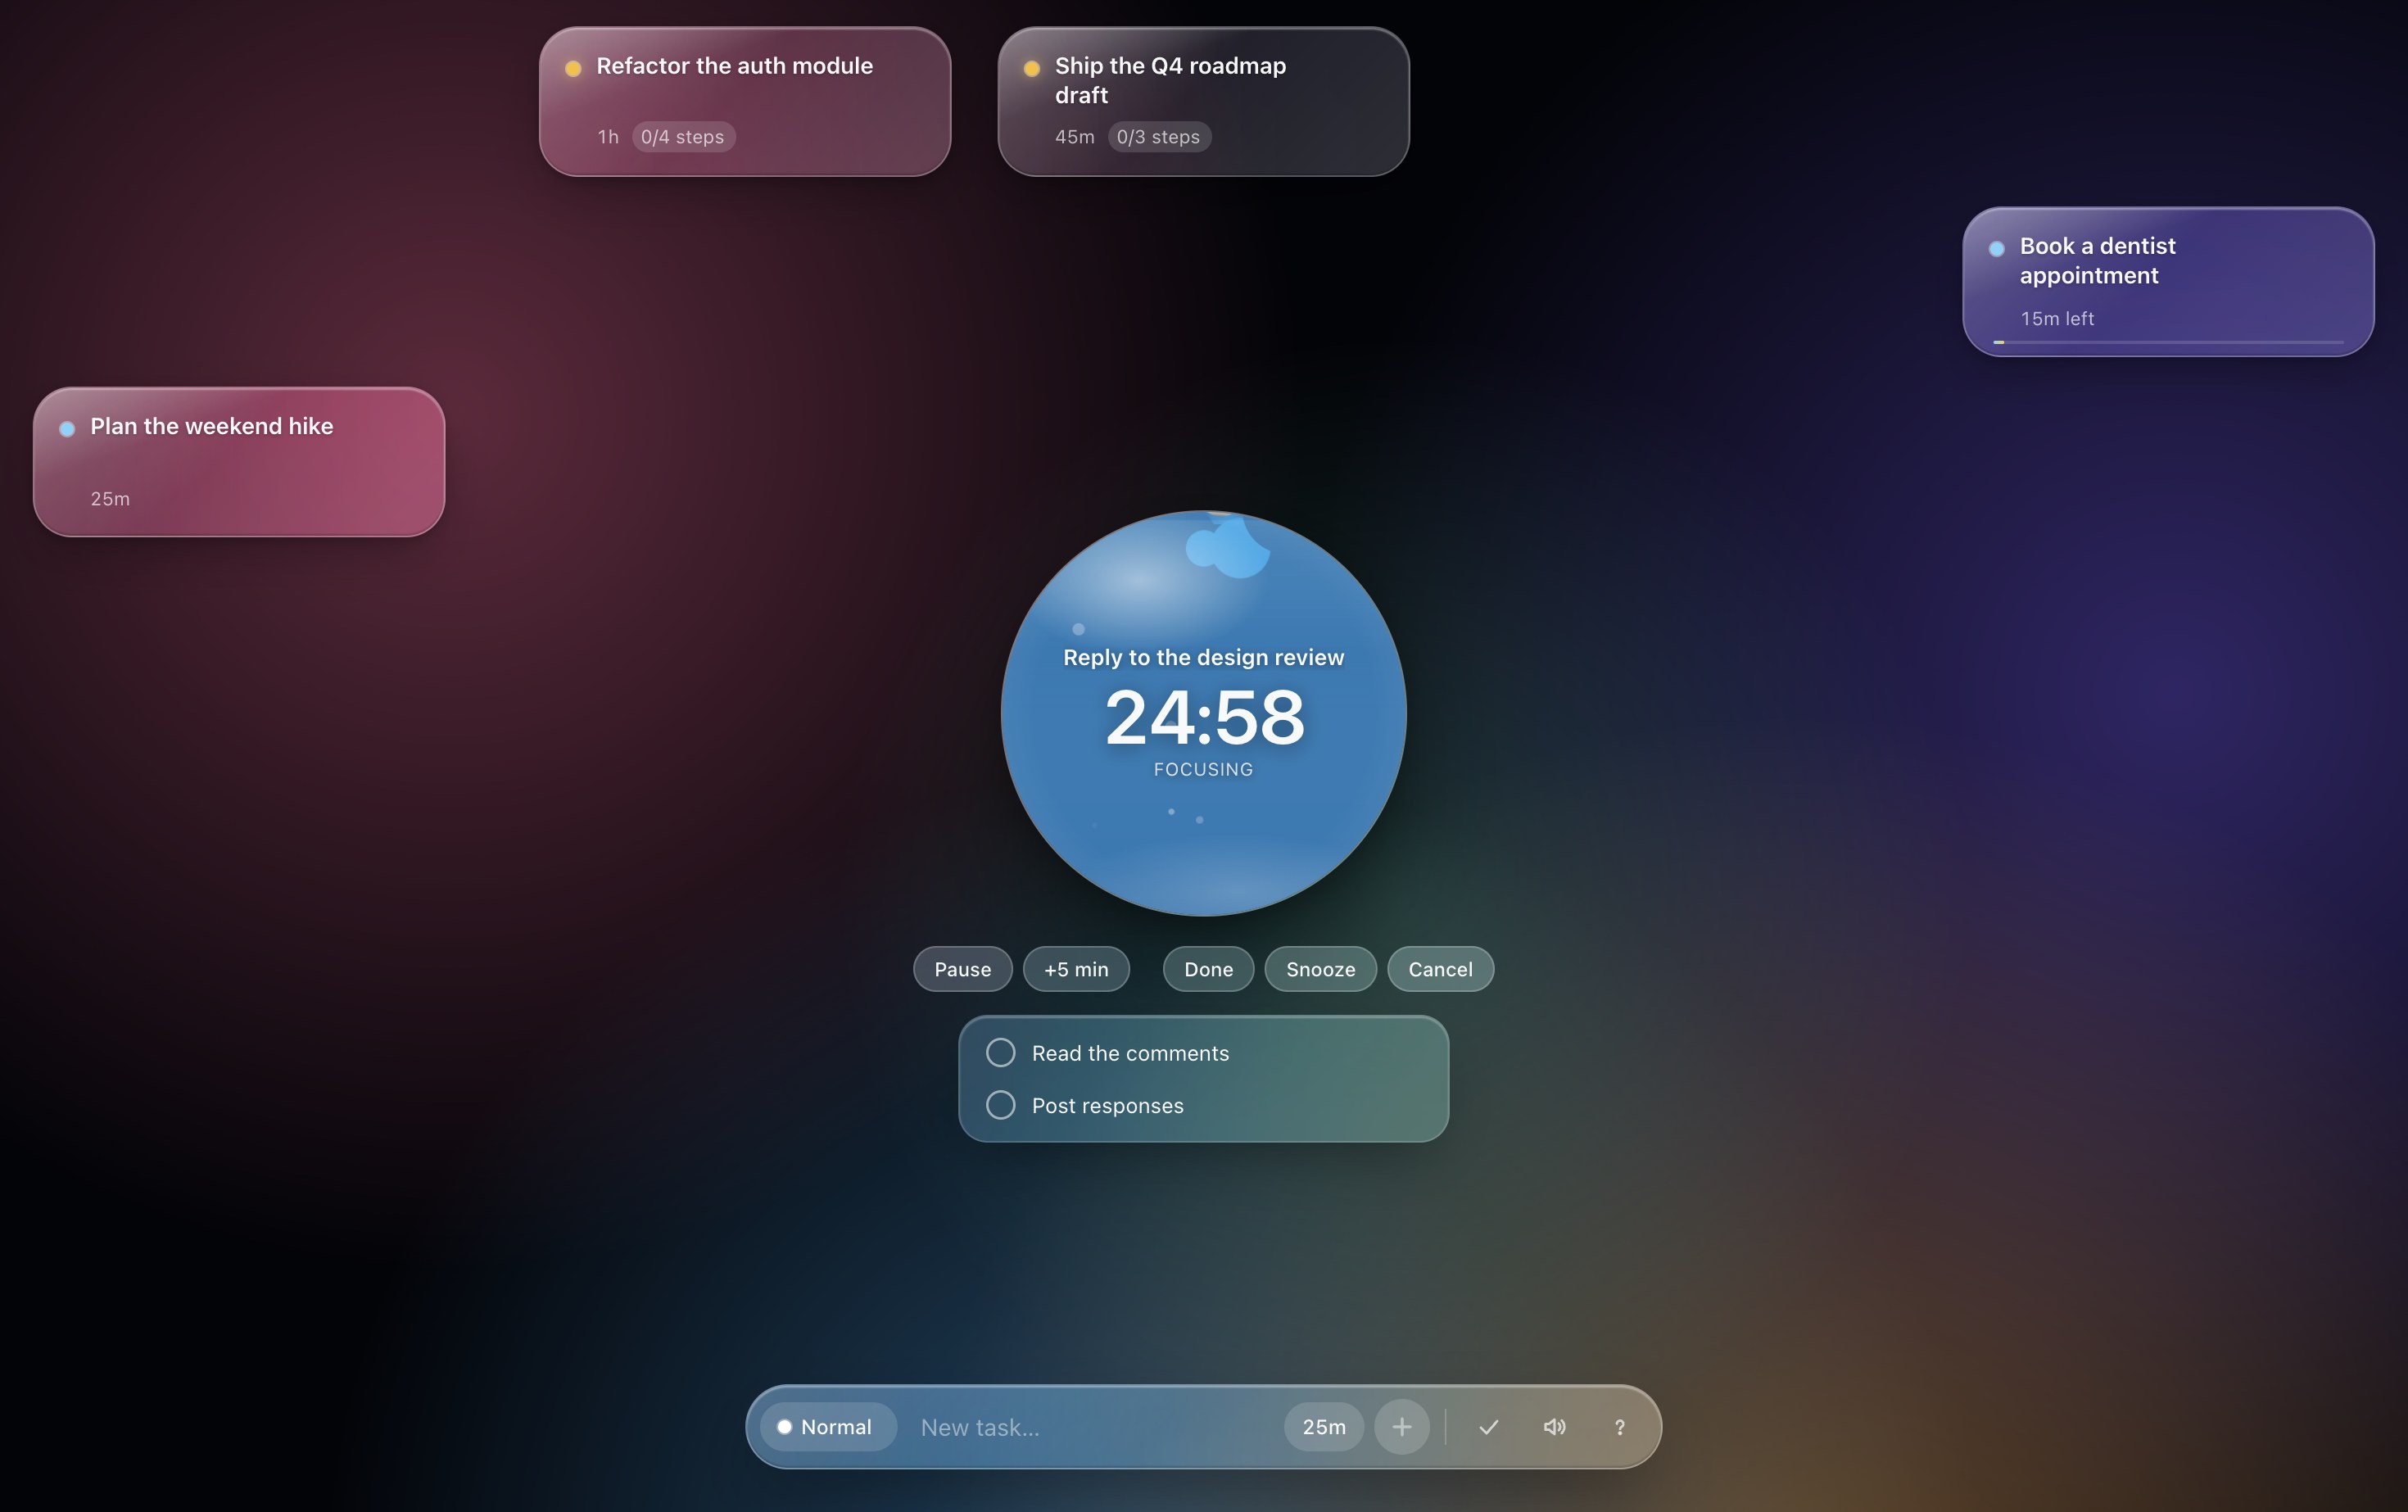 Refactor the auth module
1h 0/4 steps
Ship the Q4 roadmap
draft
45m 0/3 steps
Book a dentist
appointment
15m left
Plan the weekend hike
25m
Reply to the design review
24:58
FOCUSING
Pause +5 min Done Snooze Cancel
Read the comments
Post responses
Normal New task... 25m + ?